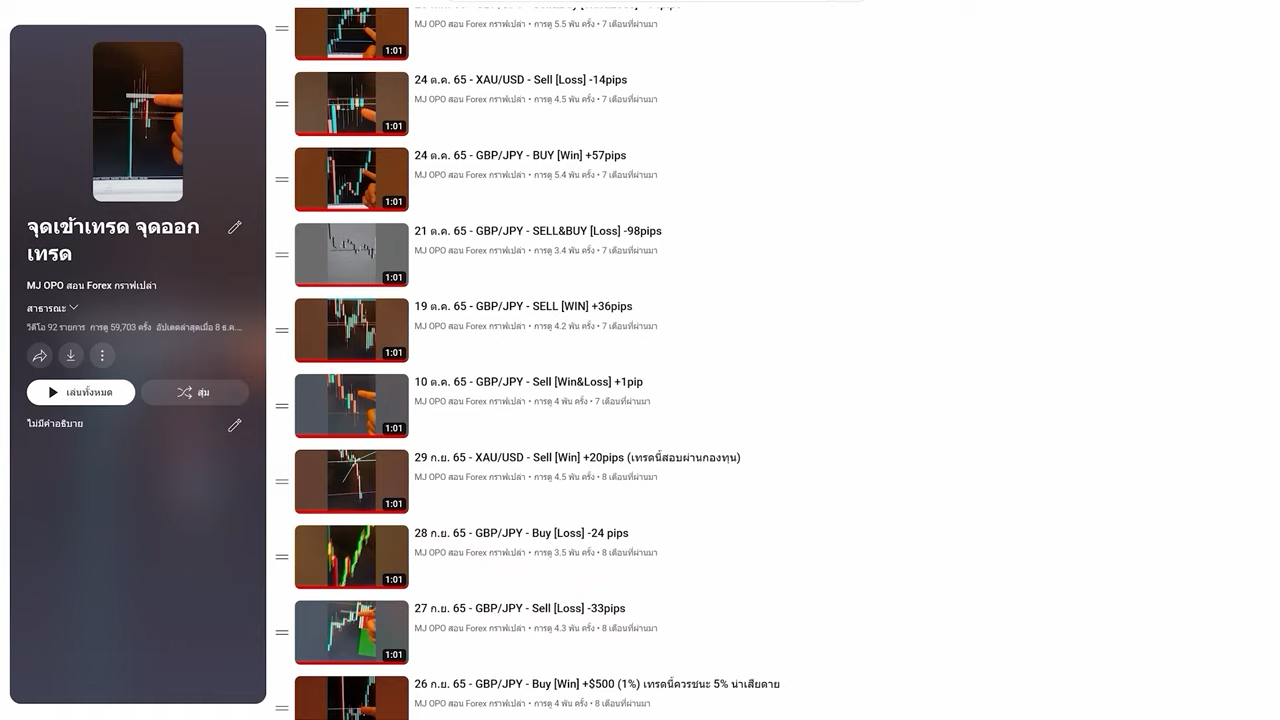 จุดเข้าเทรด จุดออก
เทรด
MJ OPO สอน Forex กราฟเปล่า
สาธารณะ
วิดีโอ 92 รายการ การดู 59,703 ครั้ง อัปเดตล่าสุดเมื่อ 8 ธ.ค....
เล่นทั้งหมด
สุ่ม
ไม่มีคำอธิบาย
MJ OPO สอน Forex กราฟเปล่า • การดู 5.5 พัน ครั้ง • 7 เดือนที่ผ่านมา
1:01
24 ต.ค. 65 - XAU/USD - Sell [Loss] -14pips
MJ OPO สอน Forex กราฟเปล่า • การดู 4.5 พัน ครั้ง • 7 เดือนที่ผ่านมา
1:01
24 ต.ค. 65 - GBP/JPY - BUY [Win] +57pips
MJ OPO สอน Forex กราฟเปล่า • การดู 5.4 พัน ครั้ง • 7 เดือนที่ผ่านมา
1:01
21 ต.ค. 65 - GBP/JPY - SELL&BUY [Loss] -98pips
MJ OPO สอน Forex กราฟเปล่า • การดู 3.4 พัน ครั้ง • 7 เดือนที่ผ่านมา
1:01
19 ต.ค. 65 - GBP/JPY - SELL [WIN] +36pips
MJ OPO สอน Forex กราฟเปล่า • การดู 4.2 พัน ครั้ง • 7 เดือนที่ผ่านมา
1:01
10 ต.ค. 65 - GBP/JPY - Sell [Win&Loss] +1pip
MJ OPO สอน Forex กราฟเปล่า • การดู 4 พัน ครั้ง • 7 เดือนที่ผ่านมา
1:01
29 ก.ย. 65 - XAU/USD - Sell [Win] +20pips (เทรดนี้สอบผ่านกองทุน)
MJ OPO สอน Forex กราฟเปล่า • การดู 4.5 พัน ครั้ง • 8 เดือนที่ผ่านมา
1:01
28 ก.ย. 65 - GBP/JPY - Buy [Loss] -24 pips
MJ OPO สอน Forex กราฟเปล่า • การดู 3.5 พัน ครั้ง • 8 เดือนที่ผ่านมา
1:01
27 ก.ย. 65 - GBP/JPY - Sell [Loss] -33pips
MJ OPO สอน Forex กราฟเปล่า • การดู 4.3 พัน ครั้ง • 8 เดือนที่ผ่านมา
1:01
26 ก.ย. 65 - GBP/JPY - Buy [Win] +$500 (1%) เทรดนี้ควรชนะ 5% น่าเสียดาย
MJ OPO สอน Forex กราฟเปล่า • การดู 4 พัน ครั้ง • 8 เดือนที่ผ่านมา